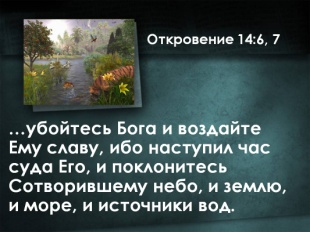 Откровение 14:6, 7
…убойтесь Бога и воздайте
Ему славу, ибо наступил час
суда Его, и поклонитесь
Сотворившему небо, и землю,
и море, и источники вод.